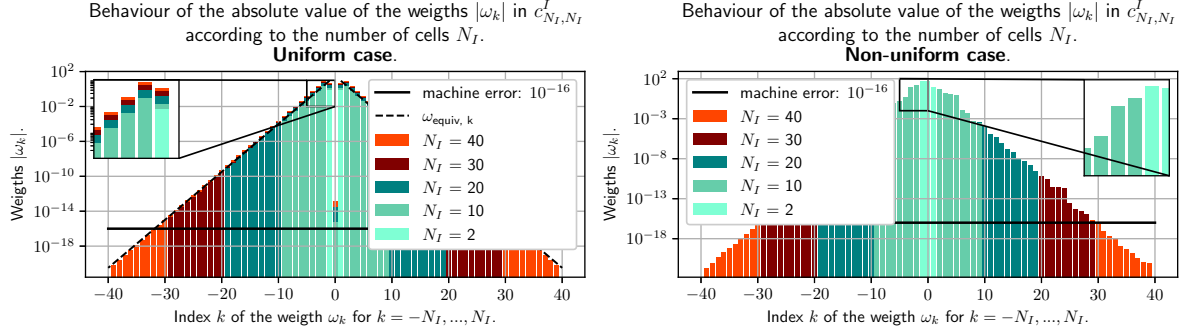 Behaviour of the absolute value of the weigths |ω_k| in c^I_{N_I,N_I}
according to the number of cells N_I.
Uniform case.
10^2
10^−2
10^−6
10^−10
10^−14
10^−18
Weigths |ω_k|.
machine error: 10^−16
ω_equiv, k
N_I = 40
N_I = 30
N_I = 20
N_I = 10
N_I = 2
−40 −30 −20 −10 0 10 20 30 40
Index k of the weigth ω_k for k = −N_I, ..., N_I.
Behaviour of the absolute value of the weigths |ω_k| in c^I_{N_I,N_I}
according to the number of cells N_I.
Non-uniform case.
10^2
10^−3
10^−8
10^−13
10^−18
Weigths |ω_k|.
machine error: 10^−16
N_I = 40
N_I = 30
N_I = 20
N_I = 10
N_I = 2
−40 −30 −20 −10 0 10 20 30 40
Index k of the weigth ω_k for k = −N_I, ..., N_I.